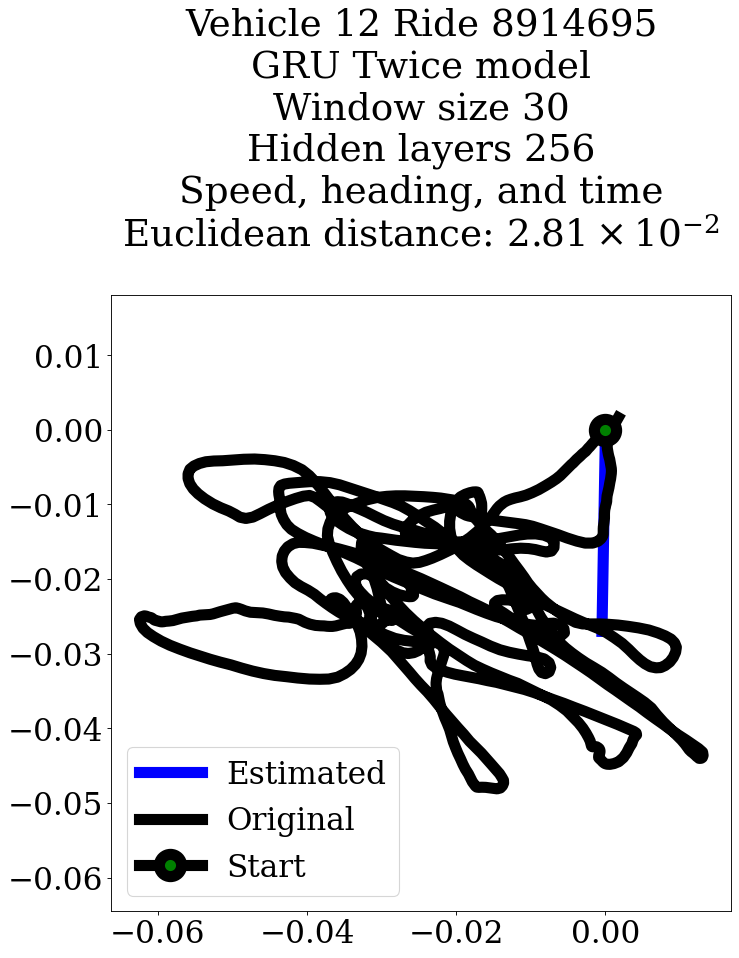 Vehicle 12 Ride 8914695
GRU Twice model
Window size 30
Hidden layers 256
Speed, heading, and time
Euclidean distance: 2.81 × 10⁻²
0.01
0.00
−0.01
−0.02
−0.03
−0.04
−0.05
−0.06
Estimated
Original
Start
−0.06 −0.04 −0.02 0.00